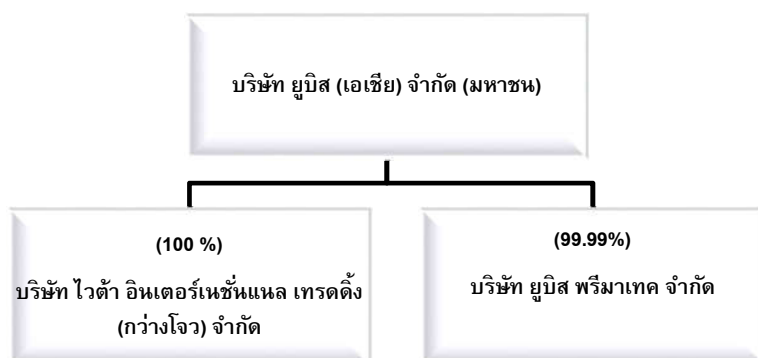 บริษัท ยูบิส (เอเชีย) จำกัด (มหาชน)
(100 %)
บริษัท ไวต้า อินเตอร์เนชั่นแนล เทรดดิ้ง
(กว่างโจว) จำกัด
(99.99%)
บริษัท ยูบิส พรีมาเทค จำกัด